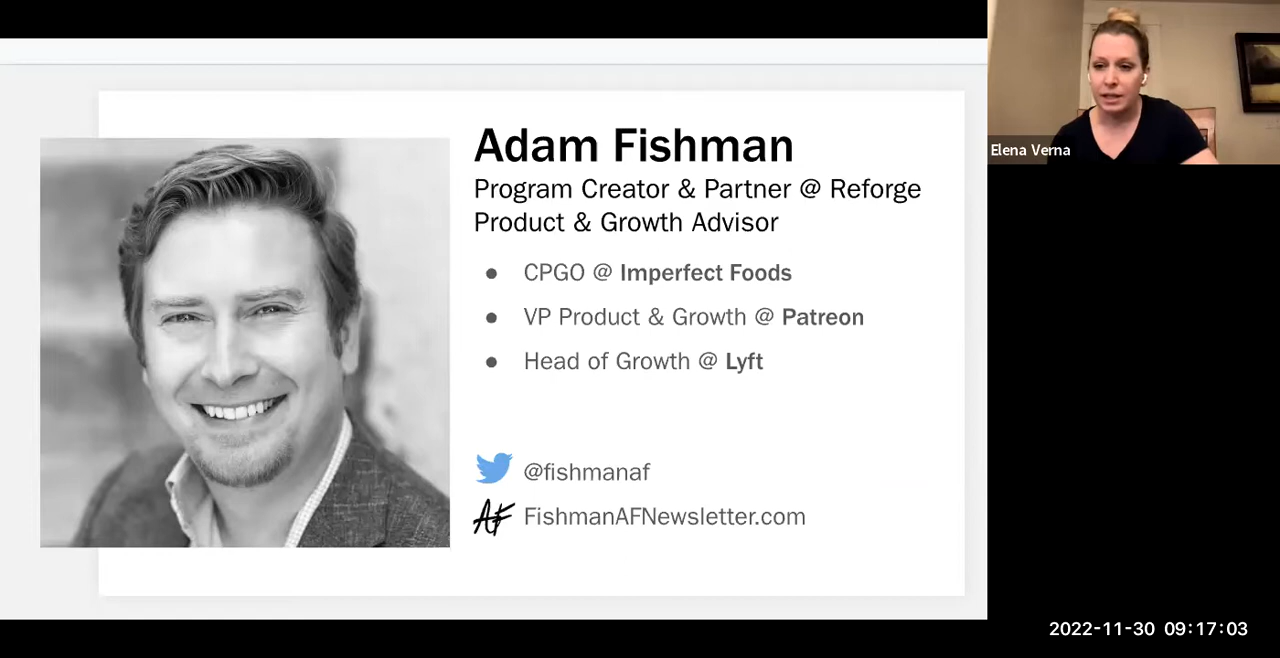 Adam Fishman
Program Creator & Partner @ Reforge
Product & Growth Advisor
● CPGO @ Imperfect Foods
● VP Product & Growth @ Patreon
● Head of Growth @ Lyft
@fishmanaf
AF FishmanAFNewsletter.com
Elena Verna
2022-11-30 09:17:03